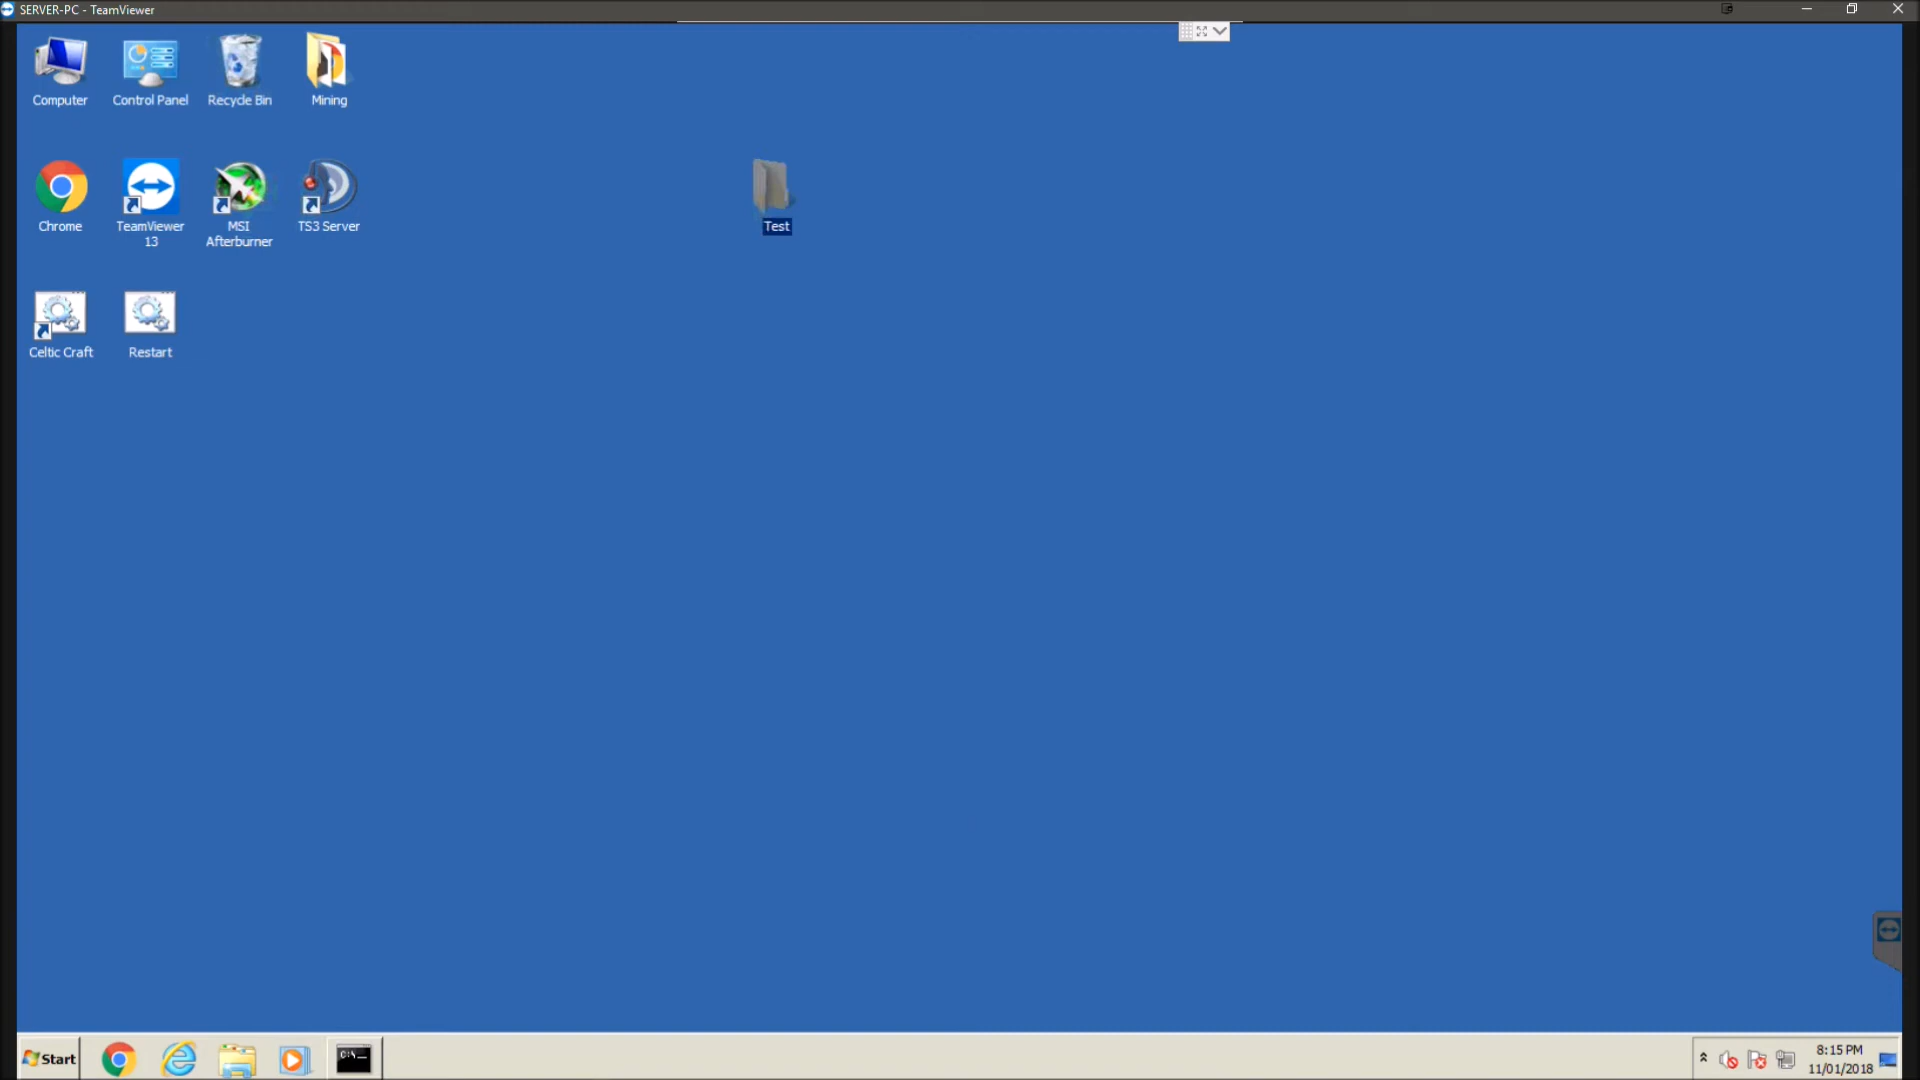 SERVER-PC - TeamViewer
Computer
Control Panel
Recycle Bin
Mining
Chrome
TeamViewer
13
MSI
Afterburner
TS3 Server
Test
Celtic Craft
Restart
Start
C:\_
8:15 PM
11/01/2018